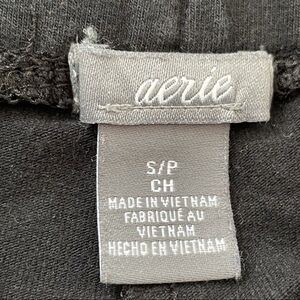 aerie
S/P
CH
MADE IN VIETNAM
FABRIQUÉ AU
VIETNAM
HECHO EN VIETNAM